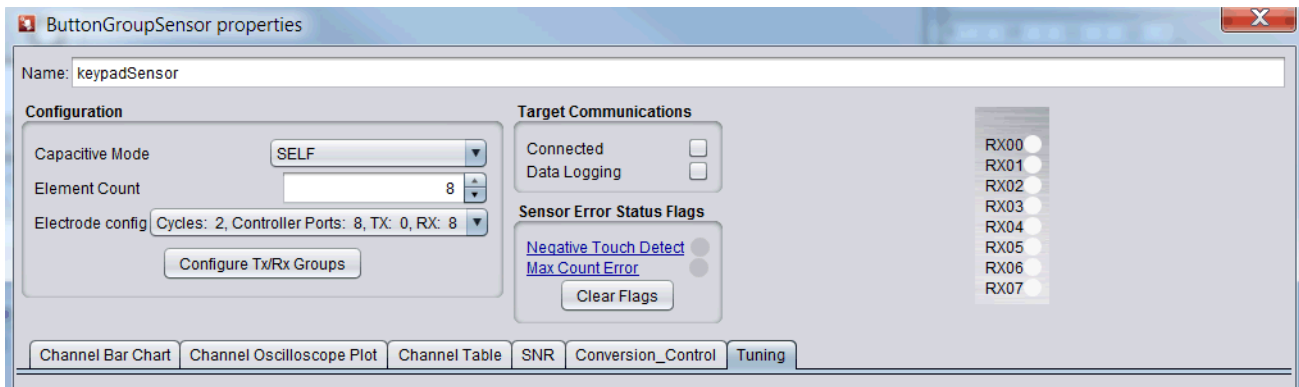 ButtonGroupSensor properties
Name: keypadSensor
Configuration
Capacitive Mode SELF
Element Count 8
Electrode config Cycles: 2, Controller Ports: 8, TX: 0, RX: 8
Configure Tx/Rx Groups
Target Communications
Connected
Data Logging
Sensor Error Status Flags
Negative Touch Detect
Max Count Error
Clear Flags
RX00
RX01
RX02
RX03
RX04
RX05
RX06
RX07
Channel Bar Chart Channel Oscilloscope Plot Channel Table SNR Conversion_Control Tuning